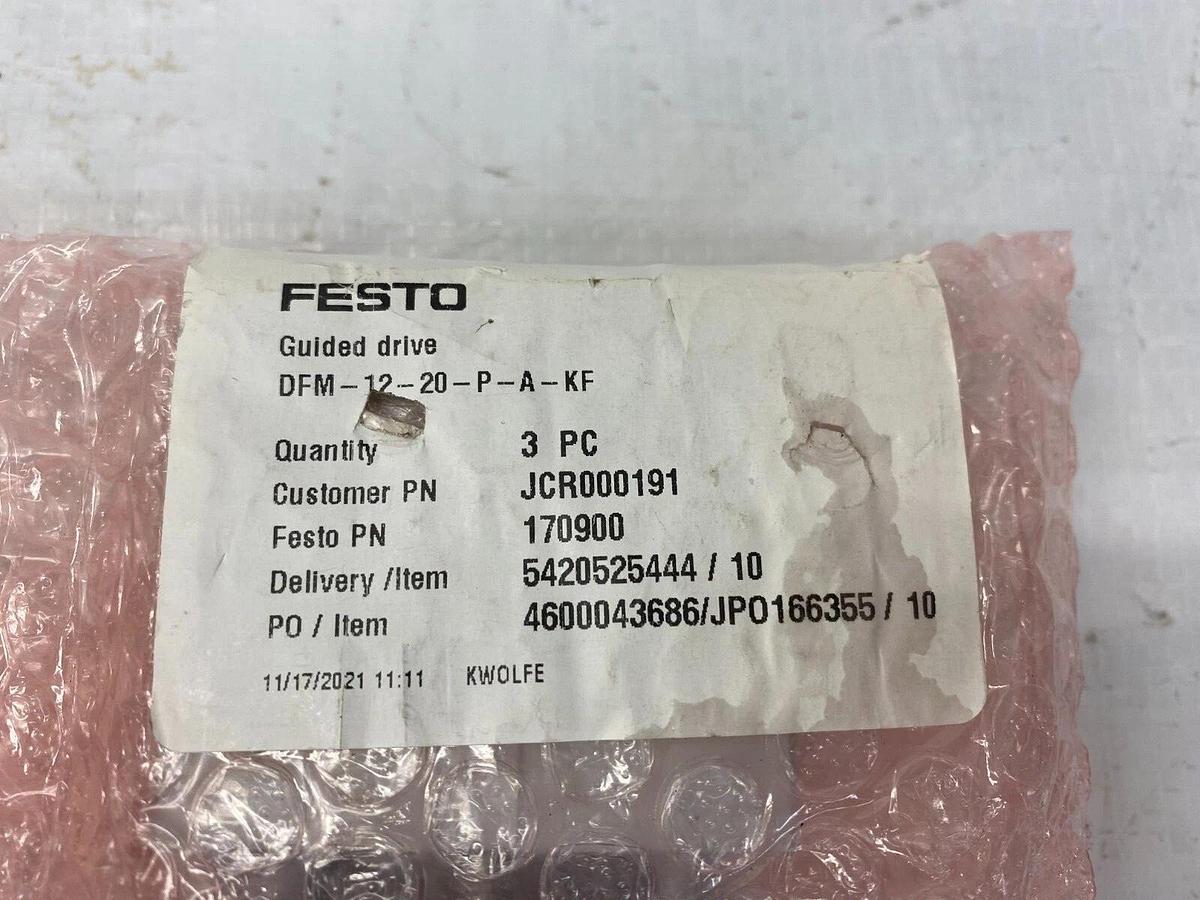 FESTO
Guided drive
DFM-12-20-P-A-KF
Quantity 3 PC
Customer PN JCR000191
Festo PN 170900
Delivery /Item 5420525444 / 10
PO / Item 4600043686/JPO166355 / 10
11/17/2021 11:11 KWOLFE